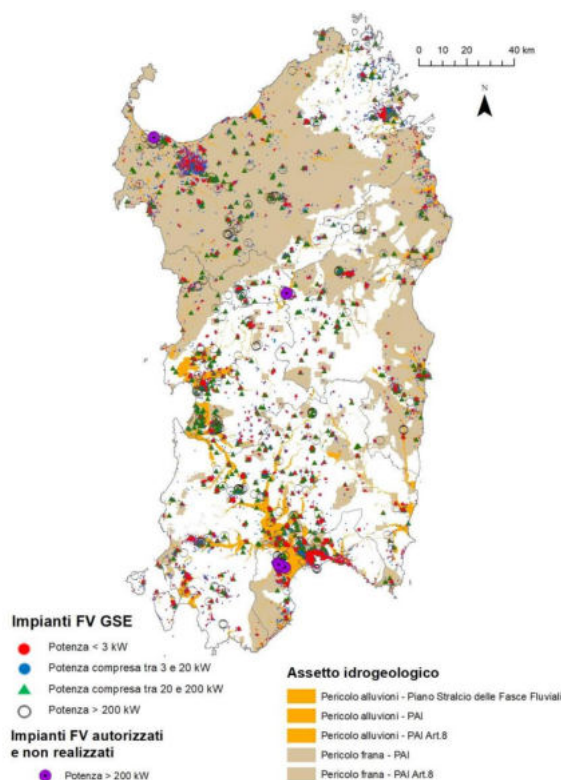 0 5 10 20 30 40 km
N
Impianti FV GSE
Potenza < 3 kW
Potenza compresa tra 3 e 20 kW
Potenza compresa tra 20 e 200 kW
Potenza > 200 kW
Impianti FV autorizzati
e non realizzati
Potenza > 200 kW
Assetto idrogeologico
Pericolo alluvioni - Piano Stralcio delle Fasce Fluviali
Pericolo alluvioni - PAI
Pericolo alluvioni - PAI Art.8
Pericolo frana - PAI
Pericolo frana - PAI Art.8